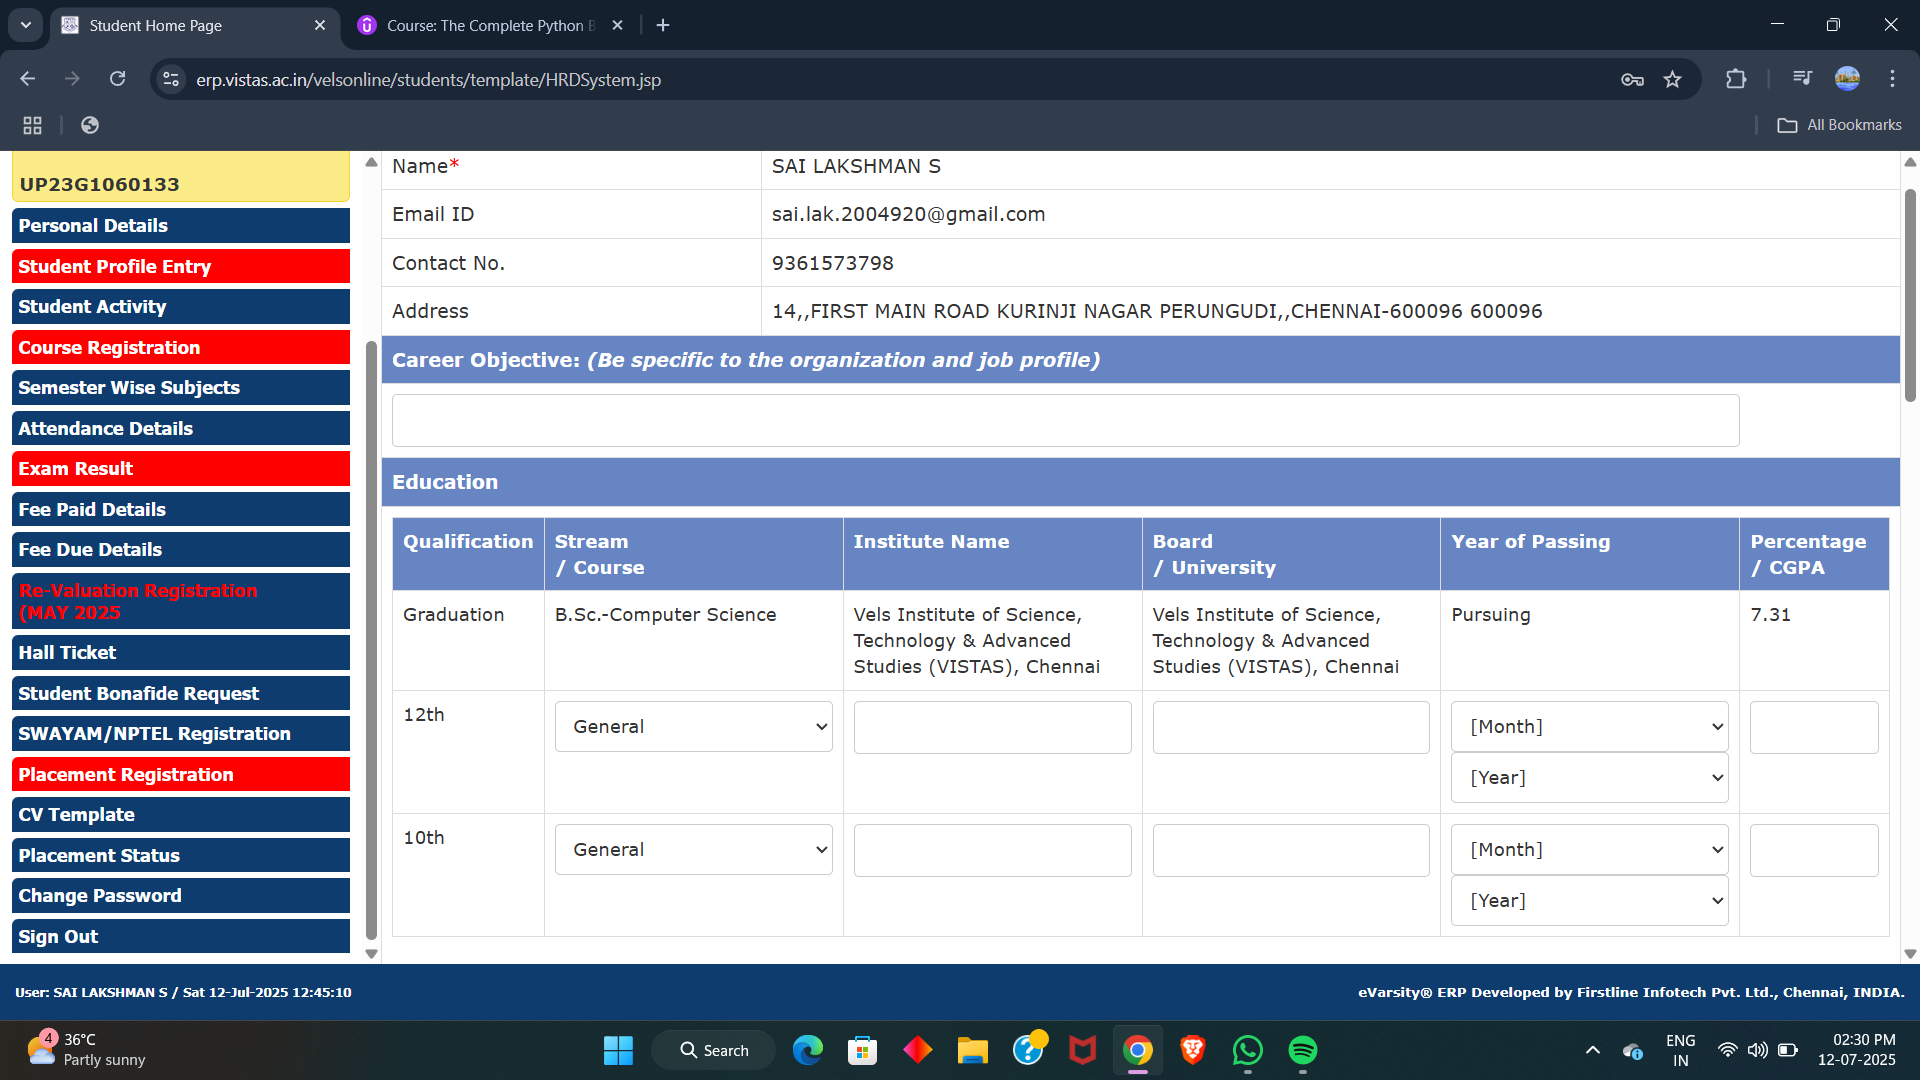 Student Home Page
Course: The Complete Python B
erp.vistas.ac.in/velsonline/students/template/HRDSystem.jsp
All Bookmarks
UP23G1060133
Personal Details
Student Profile Entry
Student Activity
Course Registration
Semester Wise Subjects
Attendance Details
Exam Result
Fee Paid Details
Fee Due Details
Re-Valuation Registration
(MAY 2025
Hall Ticket
Student Bonafide Request
SWAYAM/NPTEL Registration
Placement Registration
CV Template
Placement Status
Change Password
Sign Out
Name* SAI LAKSHMAN S
Email ID sai.lak.2004920@gmail.com
Contact No. 9361573798
Address 14,,FIRST MAIN ROAD KURINJI NAGAR PERUNGUDI,,CHENNAI-600096 600096
Career Objective: (Be specific to the organization and job profile)
Education
Qualification
Stream
/ Course
Institute Name
Board
/ University
Year of Passing
Percentage
/ CGPA
Graduation
B.Sc.-Computer Science
Vels Institute of Science,
Technology & Advanced
Studies (VISTAS), Chennai
Vels Institute of Science,
Technology & Advanced
Studies (VISTAS), Chennai
Pursuing
7.31
12th
General
[Month]
[Year]
10th
General
[Month]
[Year]
User: SAI LAKSHMAN S / Sat 12-Jul-2025 12:45:10
eVarsity® ERP Developed by Firstline Infotech Pvt. Ltd., Chennai, INDIA.
4
36°C
Partly sunny
Search
ENG
IN
02:30 PM
12-07-2025